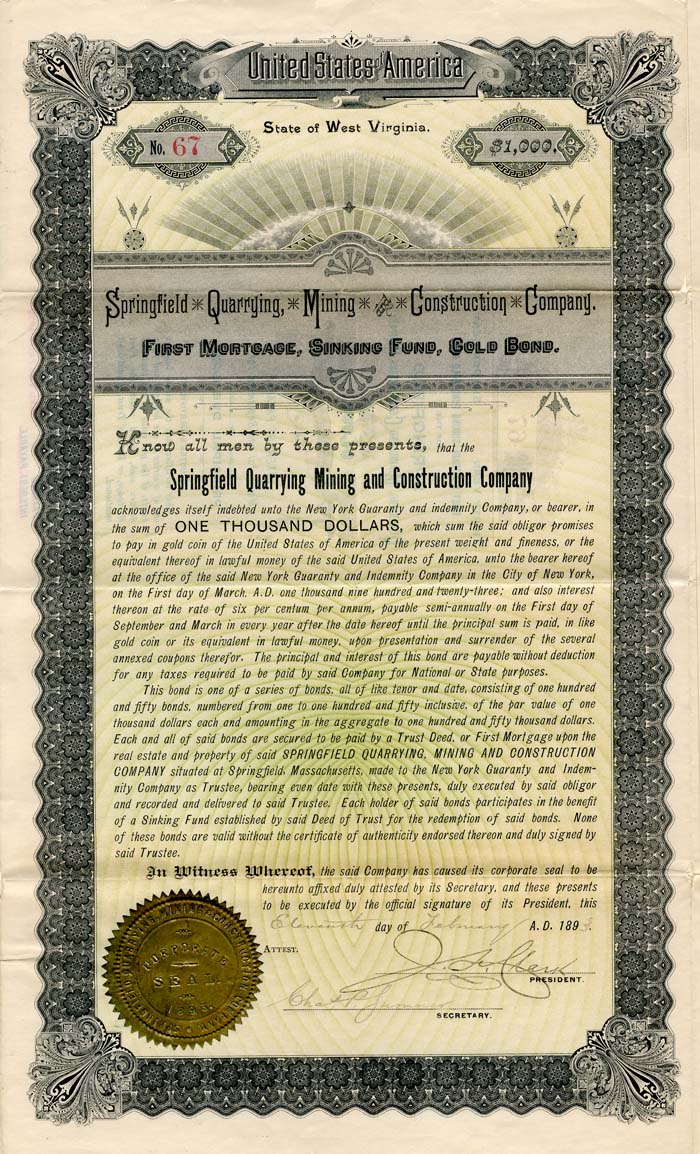 United States of America
State of West Virginia.
No. 67
$1,000.
Springfield * Quarrying, * Mining * & * Construction * Company.
First Mortgage, Sinking Fund, Gold Bond.
Know all men by these presents, that the
Springfield Quarrying Mining and Construction Company
acknowledges itself indebted unto the New York Guaranty and indemnity Company, or bearer, in
the sum of ONE THOUSAND DOLLARS, which sum the said obligor promises
to pay in gold coin of the United States of America of the present weight and fineness, or the
equivalent thereof in lawful money of the said United States of America, unto the bearer hereof
at the office of the said New York Guaranty and Indemnity Company in the City of New York,
on the First day of March, A.D. one thousand nine hundred and twenty-three; and also interest
thereon at the rate of six per centum per annum, payable semi-annually on the First day of
September and March in every year after the date hereof until the principal sum is paid, in like
gold coin or its equivalent in lawful money, upon presentation and surrender of the several
annexed coupons therefor. The principal and interest of this bond are payable without deduction
for any taxes required to be paid by said Company for National or State purposes.
This bond is one of a series of bonds, all of like tenor and date, consisting of one hundred
and fifty bonds, numbered from one to one hundred and fifty inclusive, of the par value of one
thousand dollars each and amounting in the aggregate to one hundred and fifty thousand dollars.
Each and all of said bonds are secured to be paid by a Trust Deed, or First Mortgage upon the
real estate and property of said SPRINGFIELD QUARRYING, MINING AND CONSTRUCTION
COMPANY situated at Springfield, Massachusetts, made to the New York Guaranty and Indem-
nity Company as Trustee, bearing even date with these presents, duly executed by said obligor
and recorded and delivered to said Trustee. Each holder of said bonds participates in the benefit
of a Sinking Fund established by said Deed of Trust for the redemption of said bonds. None
of these bonds are valid without the certificate of authenticity endorsed thereon and duly signed by
said Trustee.
In Witness Whereof, the said Company has caused its corporate seal to be
hereunto affixed duly attested by its Secretary, and these presents
to be executed by the official signature of its President, this
Eleventh day of February A.D. 1893.
Attest.
PRESIDENT.
SECRETARY.
CORPORATE
SEAL
1893